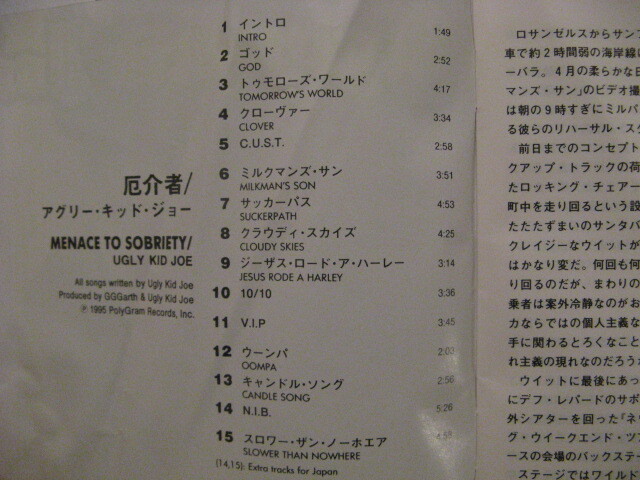 厄介者/
アグリー・キッド・ジョー
MENACE TO SOBRIETY/
UGLY KID JOE
All songs written by Ugly Kid Joe
Produced by GGGarth & Ugly Kid Joe
Ⓟ 1995 PolyGram Records, Inc.
1 イントロ
INTRO 1:49
2 ゴッド
GOD 2:52
3 トゥモローズ・ワールド
TOMORROW'S WORLD 4:17
4 クローヴァー
CLOVER 3:34
5 C.U.S.T. 2:58
6 ミルクマンズ・サン
MILKMAN'S SON 3:51
7 サッカーパス
SUCKERPATH 4:53
8 クラウディ・スカイズ
CLOUDY SKIES 4:25
9 ジーザス・ロード・ア・ハーレー
JESUS RODE A HARLEY 3:14
10 10/10 3:36
11 V.I.P 3:45
12 ウーンパ
OOMPA 2:03
13 キャンドル・ソング
CANDLE SONG 2:56
14 N.I.B. 5:26
15 スロワー・ザン・ノーホエア
SLOWER THAN NOWHERE
(14,15): Extra tracks for Japan
ロサンゼルスからサンフ
車で約2時間弱の海岸線に
ーバラ。4月の柔らかな日
マンズ・サン」のビデオ撮
は朝の9時すぎにミルバ
る彼らのリハーサル・スタ
前日までのコンセプト
クアップ・トラックの荷
たロッキング・チェアー
町中を走り回るという設
たたたずまいのサンタバ
クレイジーなウイットが
はかなり変だ。何回も何
り回るのだが、まわりの
乗者は案外冷静なのがお
カならではの個人主義な
手に関わるとろくなこと
れ主義の現れなのだろうか
ウイットに最後にあっ
にデフ・レパードのサポ
外シアターを回った『ネッ
グ・ウイークエンド・ツア
ースの会場のバックステー
ステージではワイルド